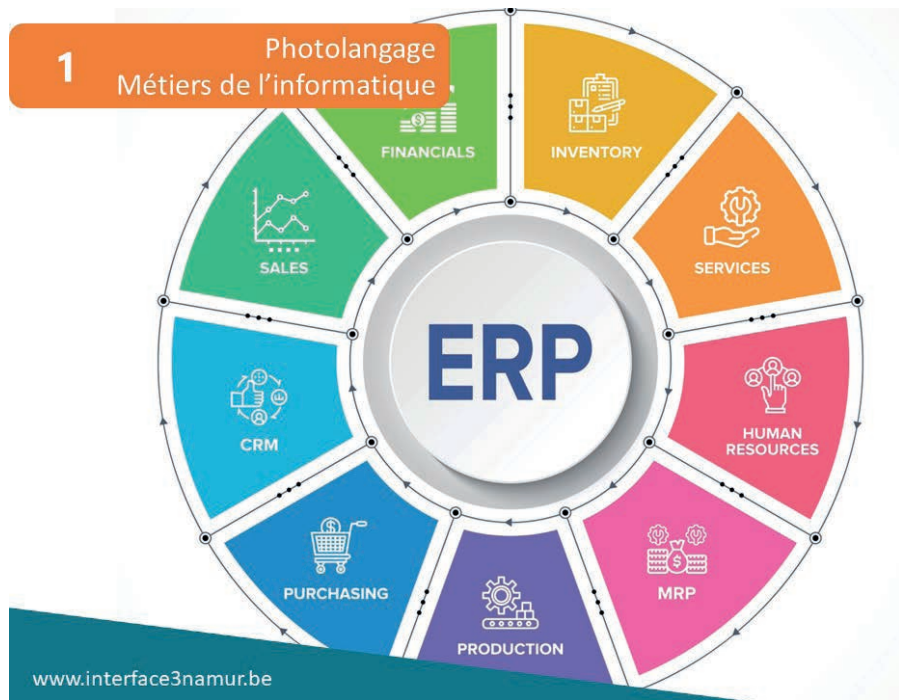 1
Photolangage
Métiers de l'informatique
FINANCIALS
INVENTORY
SERVICES
HUMAN
RESOURCES
MRP
PRODUCTION
PURCHASING
CRM
SALES
ERP
www.interface3namur.be